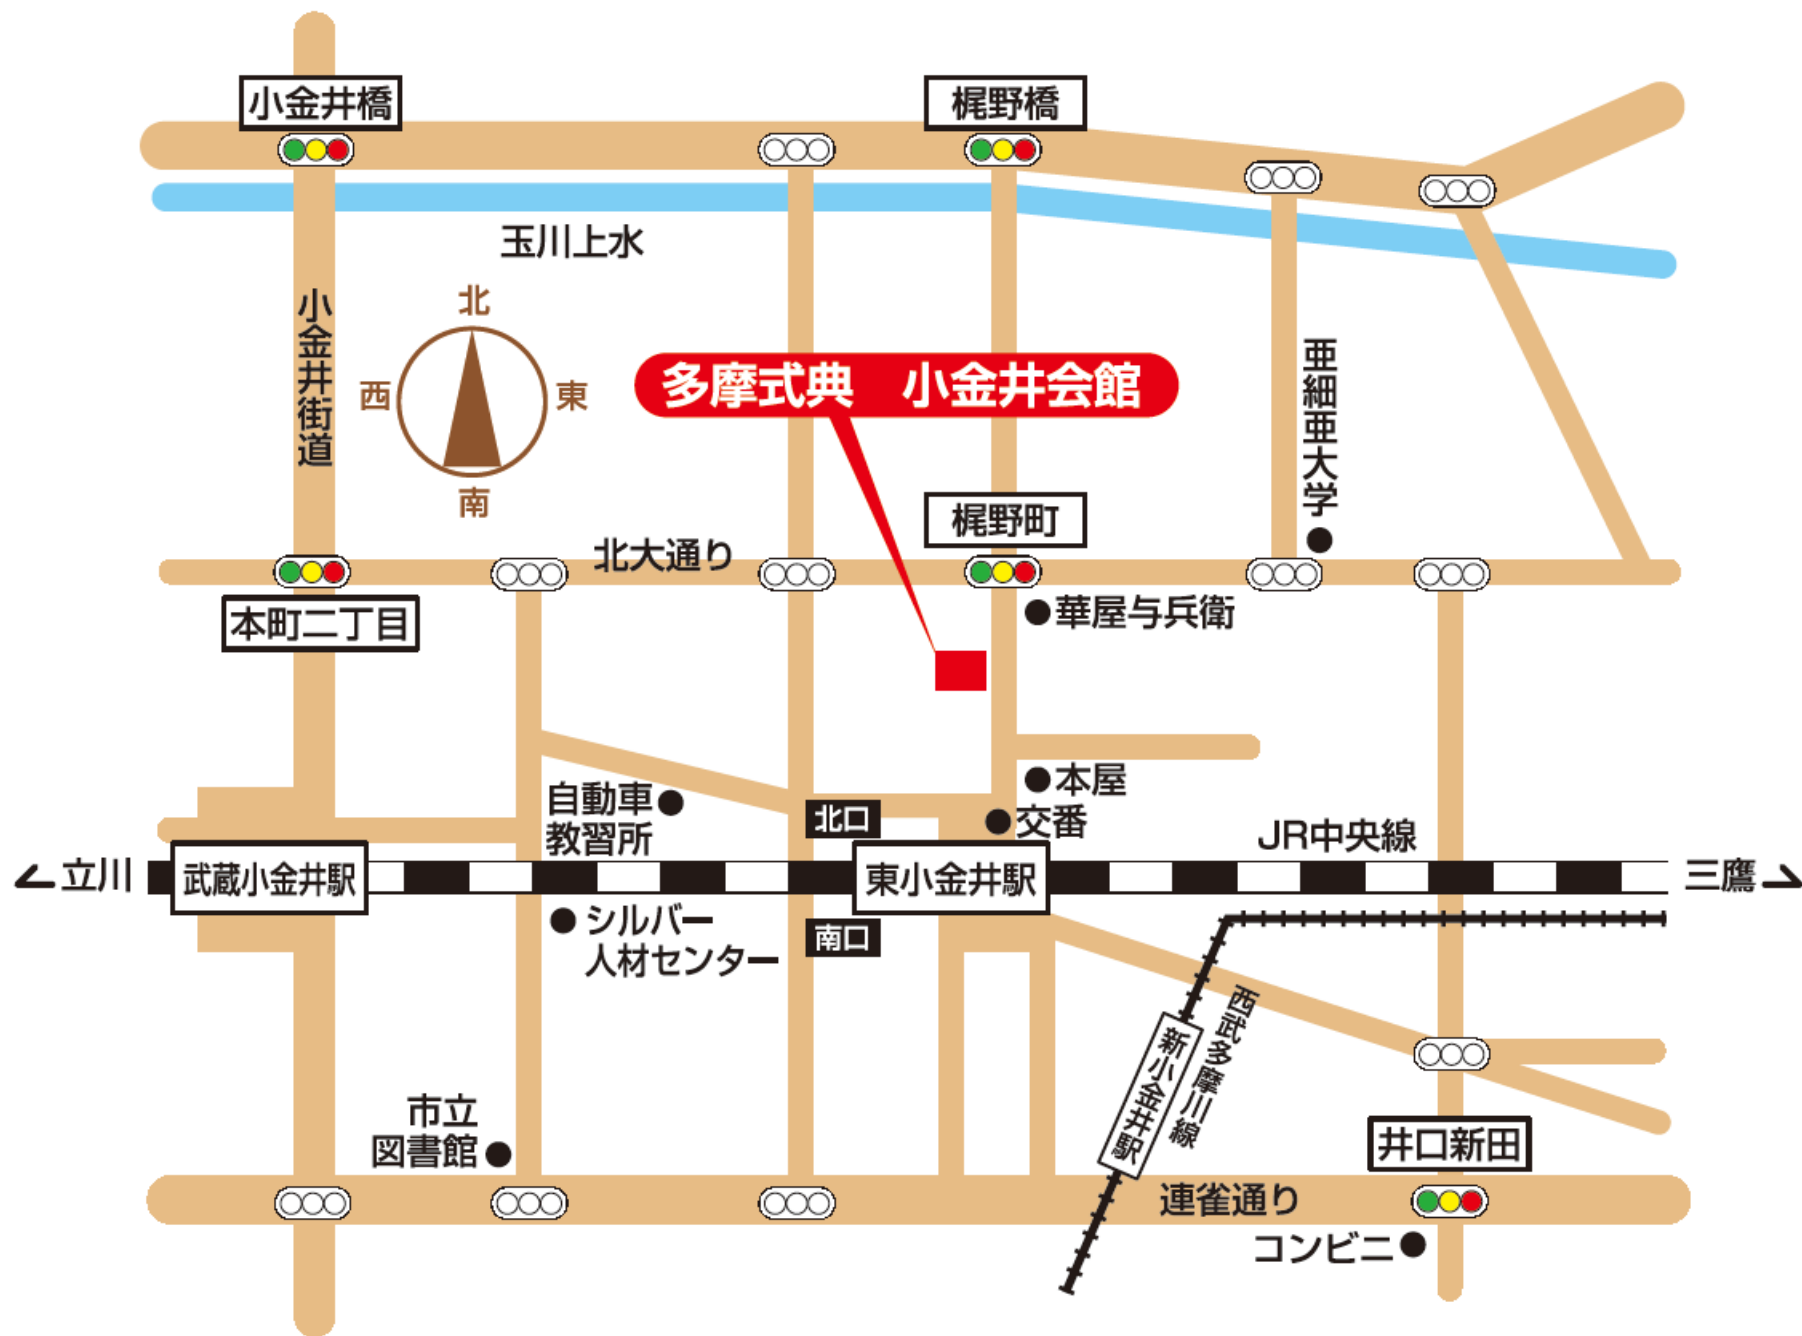 小金井橋
梶野橋
玉川上水
小金井街道
北
西
東
南
多摩式典　小金井会館
亜細亜大学
梶野町
北大通り
本町二丁目
華屋与兵衛
自動車
教習所
北口
本屋
交番
JR中央線
立川
武蔵小金井駅
東小金井駅
三鷹
シルバー
人材センター
南口
西武多摩川線
新小金井駅
市立
図書館
井口新田
連雀通り
コンビニ